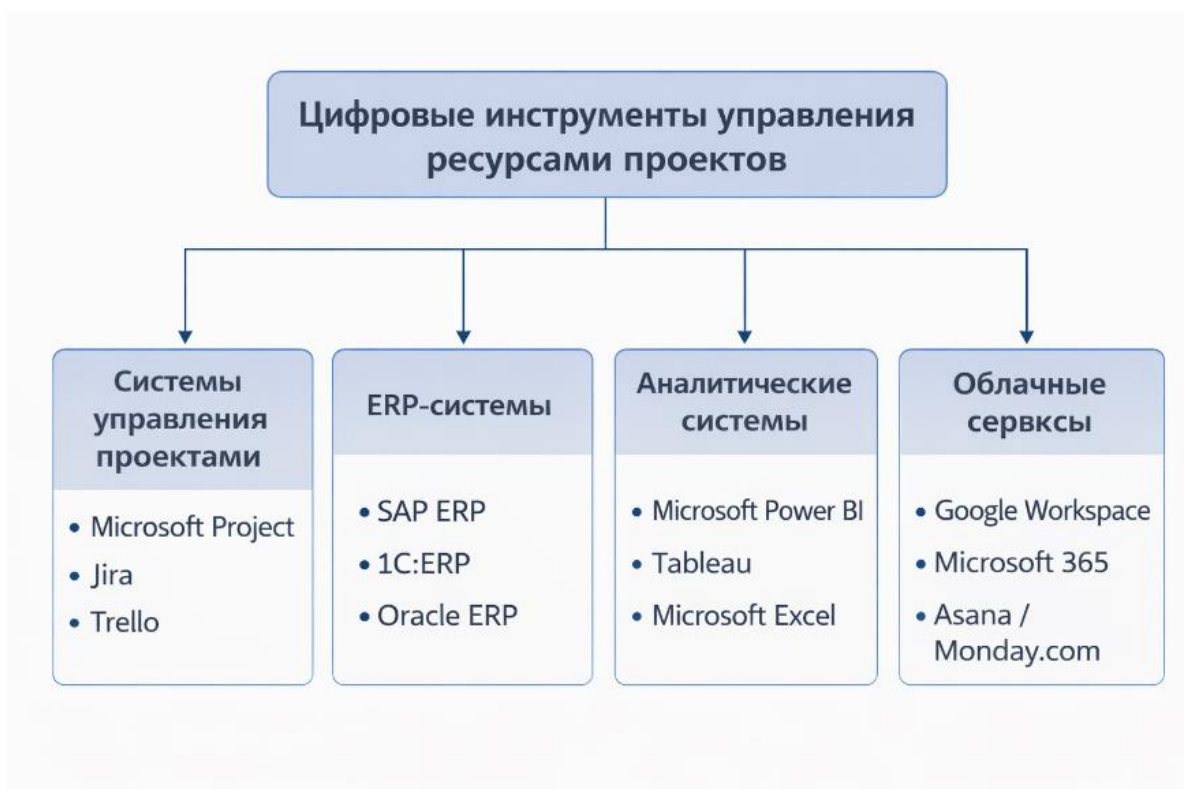 Цифровые инструменты управления
ресурсами проектов
Системы
управления
проектами
• Microsoft Project
• Jira
• Trello
ERP-системы
• SAP ERP
• 1C:ERP
• Oracle ERP
Аналитические
системы
• Microsoft Power BI
• Tableau
• Microsoft Excel
Облачные
сервксы
• Google Workspace
• Microsoft 365
• Asana /
Monday.com